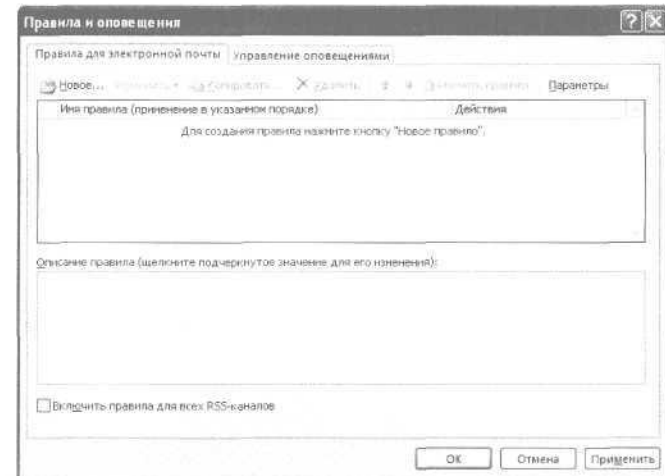 Правила и оповещения
Правила для электронной почты Управление оповещениями
Новое... Копировать... Удалить Параметры
Имя правила (применение в указанном порядке) Действия
Для создания правила нажмите кнопку "Новое правило".
Описание правила (щелкните подчеркнутое значение для его изменения):
Включить правила для всех RSS-каналов
ОК Отмена Применить